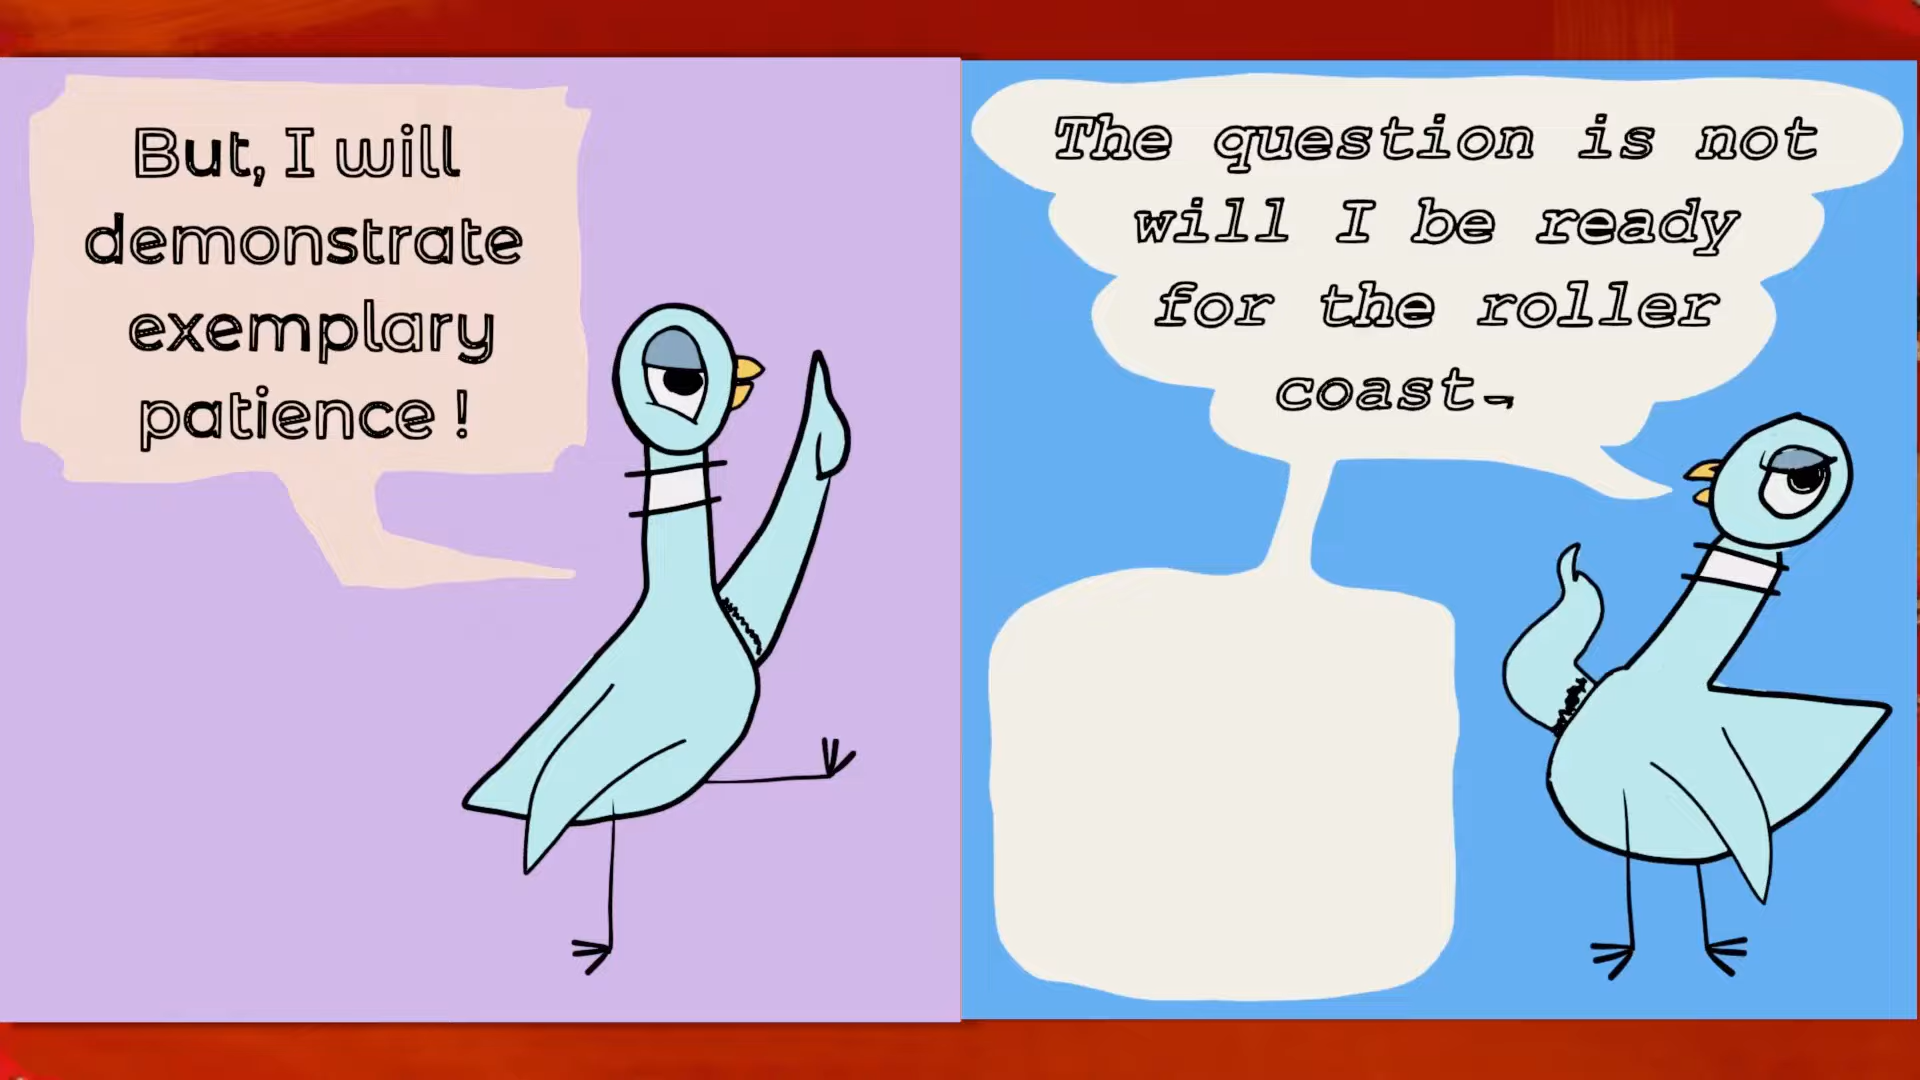 But, I will
demonstrate
exemplary
patience !
The question is not
will I be ready
for the roller
coast-